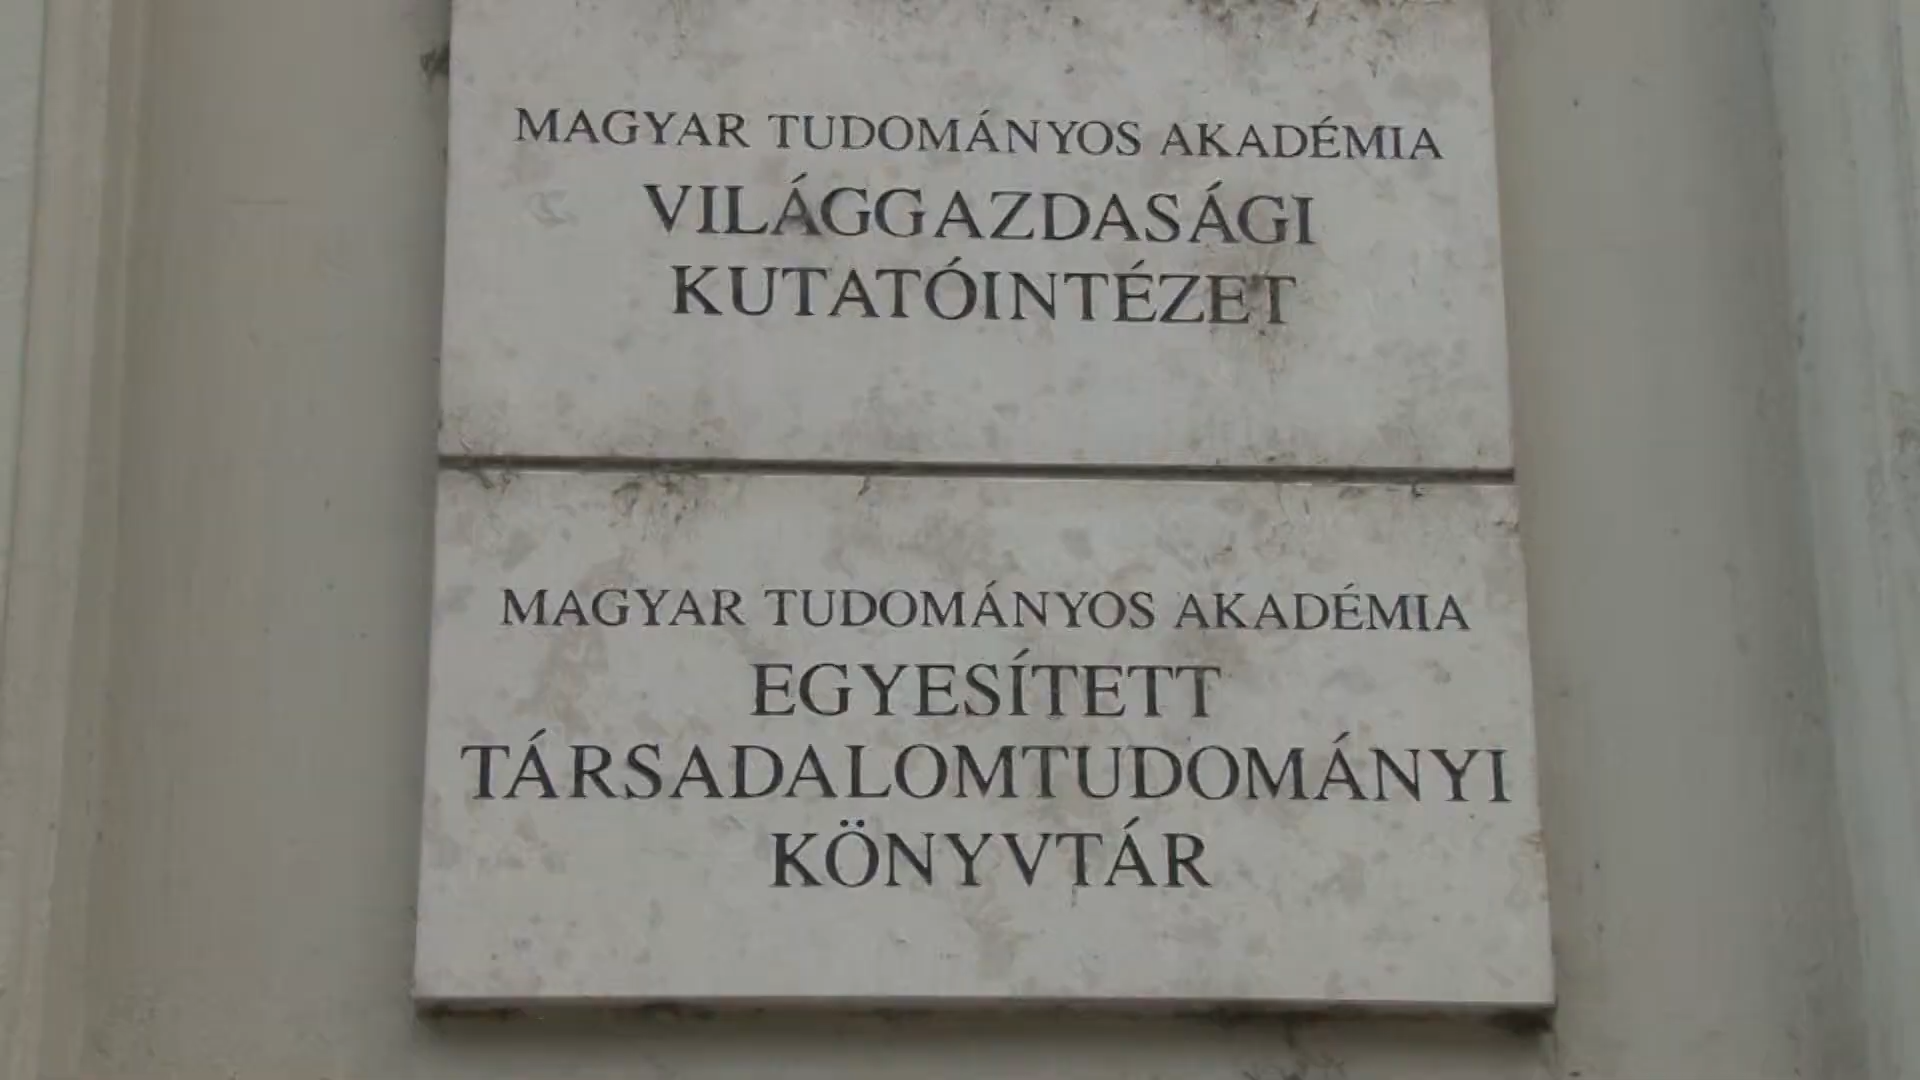 MAGYAR TUDOMÁNYOS AKADÉMIA
VILÁGGAZDASÁGI
KUTATÓINTÉZET
MAGYAR TUDOMÁNYOS AKADÉMIA
EGYESÍTETT
TÁRSADALOMTUDOMÁNYI
KÖNYVTÁR